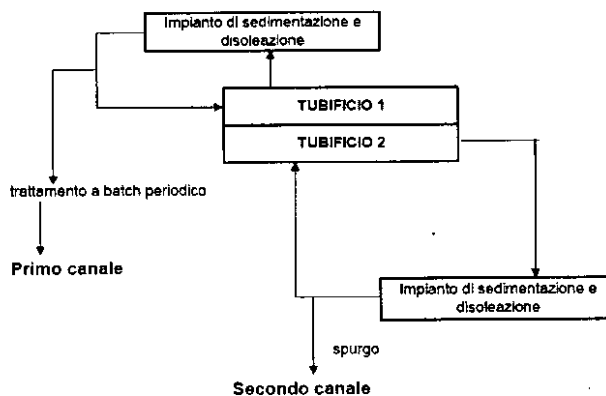 Impianto di sedimentazione e
disoleazione
TUBIFICIO 1
TUBIFICIO 2
trattamento a batch periodico
Primo canale
Impianto di sedimentazione e
disoleazione
spurgo
Secondo canale